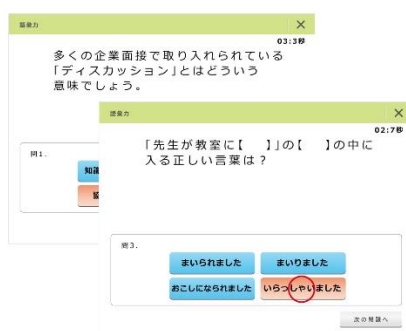 語彙力
03:3秒
多くの企業面接で取り入れられている
「ディスカッション」とはどういう
意味でしょう。
問1.
語彙力
02:7秒
「先生が教室に【　】」の【　】の中に
入る正しい言葉は？
問3.
まいられました　まいりました
おこしになられました　いらっしゃいました
次の問題へ